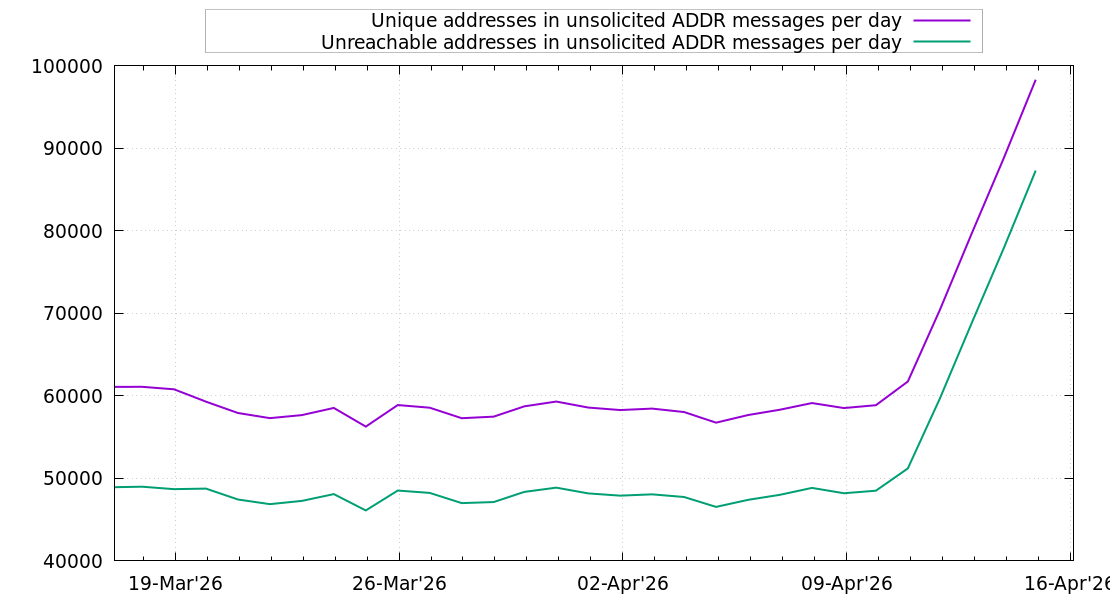 Unique addresses in unsolicited ADDR messages per day
Unreachable addresses in unsolicited ADDR messages per day
100000
90000
80000
70000
60000
50000
40000
19-Mar'26
26-Mar'26
02-Apr'26
09-Apr'26
16-Apr'26